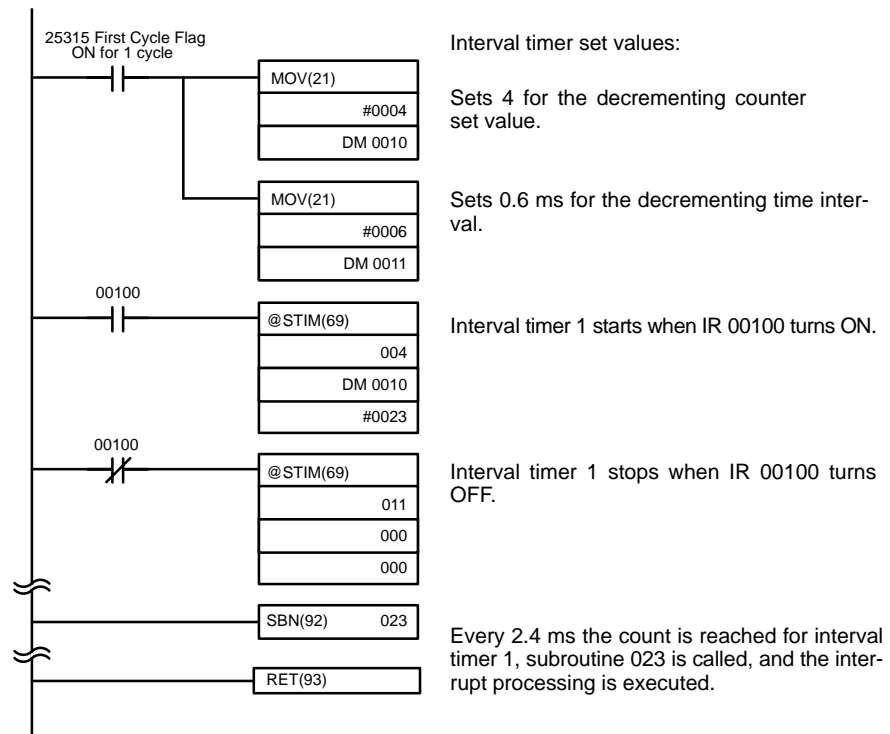 25315 First Cycle Flag
ON for 1 cycle
MOV(21)
#0004
DM 0010
Interval timer set values:
Sets 4 for the decrementing counter
set value.
MOV(21)
#0006
DM 0011
Sets 0.6 ms for the decrementing time inter-
val.
00100
@STIM(69)
004
DM 0010
#0023
Interval timer 1 starts when IR 00100 turns ON.
00100
@STIM(69)
011
000
000
Interval timer 1 stops when IR 00100 turns
OFF.
SBN(92) 023
RET(93)
Every 2.4 ms the count is reached for interval
timer 1, subroutine 023 is called, and the inter-
rupt processing is executed.